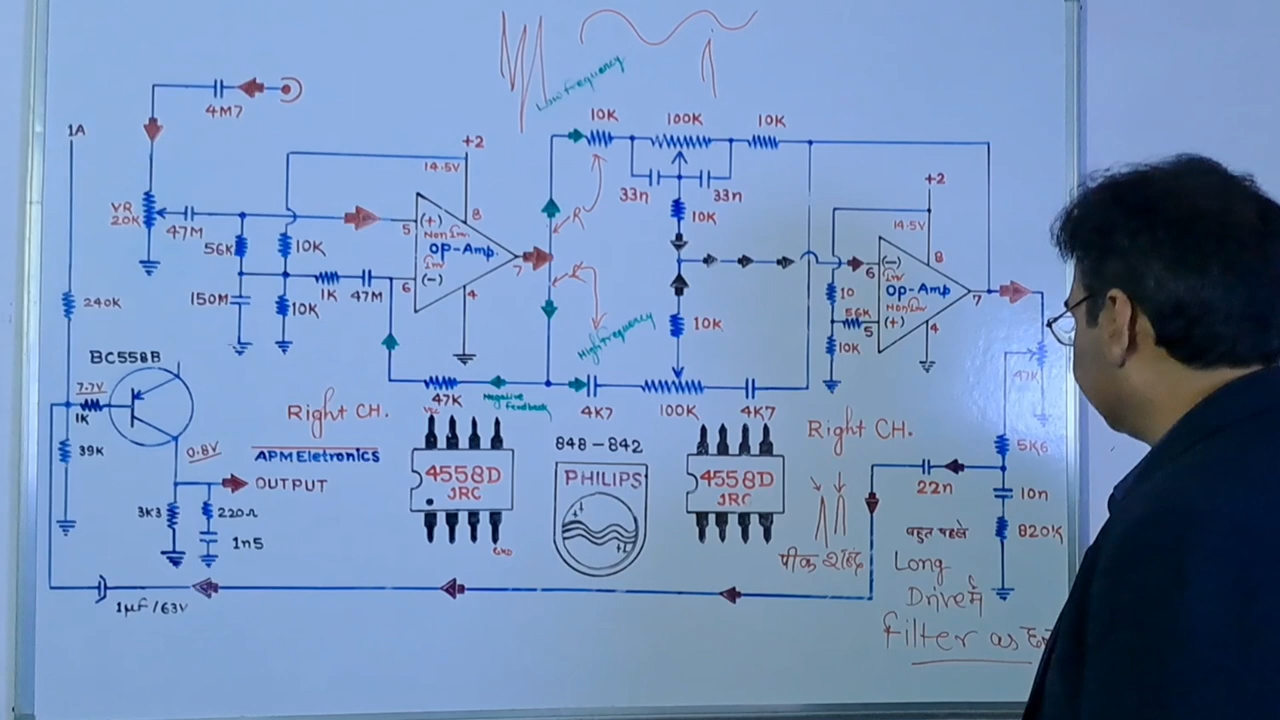 Low frequency
4M7
1A
10K
100K
10K
+2
14.5V
33n
33n
VR
20K
47M
56K
10K
5
(+)
Non Inv
8
OP-Amp.
Inv
(-)
6
7
4
R
10K
+2
14.5V
150M
10K
1K
47M
240K
High frequency
10K
6
(-)
Inv
8
OP-Amp
Non Inv
(+)
5
7
4
10
56K
10K
47K
BC558B
7.7V
1K
39K
0.8V
OUTPUT
3K3
220Ω
1n5
1µF/63V
Right CH.
APMEletronics
47K
Negative
feedback
4K7
100K
4K7
Vcc
4558D
JRC
GND
848-842
PHILIPS
4558D
JRC
Right CH.
22n
5K6
10n
820K
पीक शब्द
बहुत पहले
Long
Drive में
filter as